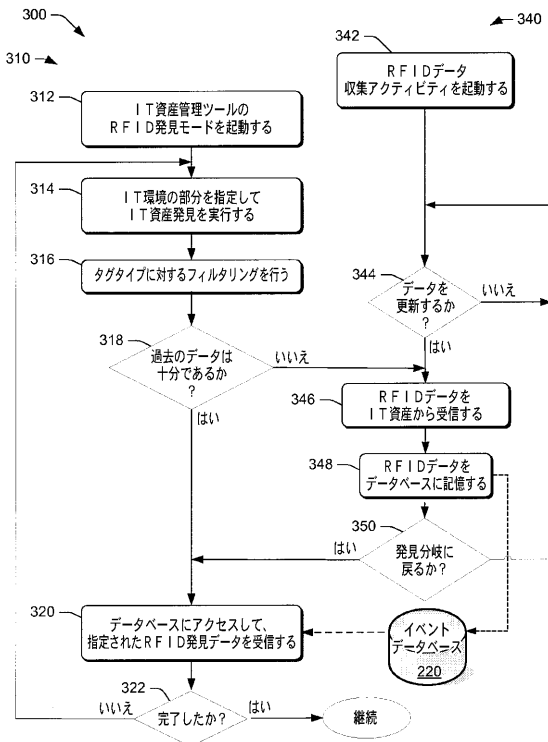 300
310
312
ＩＴ資産管理ツールの
ＲＦＩＤ発見モードを起動する
314
ＩＴ環境の部分を指定して
ＩＴ資産発見を実行する
316
タグタイプに対するフィルタリングを行う
318
過去のデータは
十分であるか
？
いいえ
はい
320
データベースにアクセスして、
指定されたＲＦＩＤ発見データを受信する
322
完了したか？
いいえ
はい
継続
340
342
ＲＦＩＤデータ
収集アクティビティを起動する
344
データを
更新するか
？
いいえ
はい
346
ＲＦＩＤデータを
ＩＴ資産から受信する
348
ＲＦＩＤデータを
データベースに記憶する
350
発見分岐に
戻るか？
はい
イベント
データベース
220